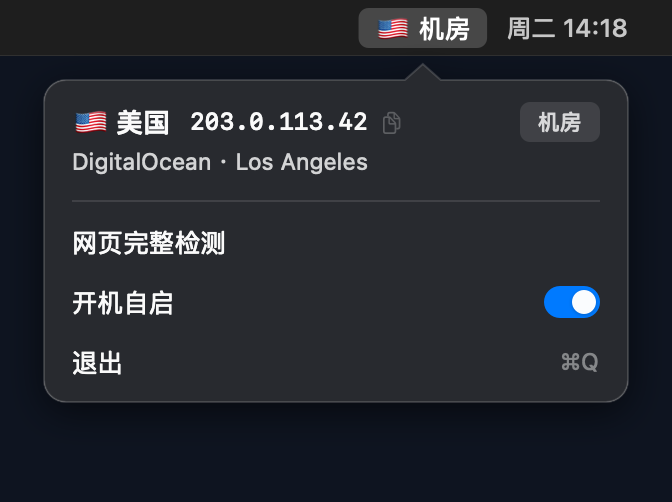 🇺🇸 机房 周二 14:18
🇺🇸 美国 203.0.113.42 机房
DigitalOcean · Los Angeles
网页完整检测
开机自启
退出 ⌘Q